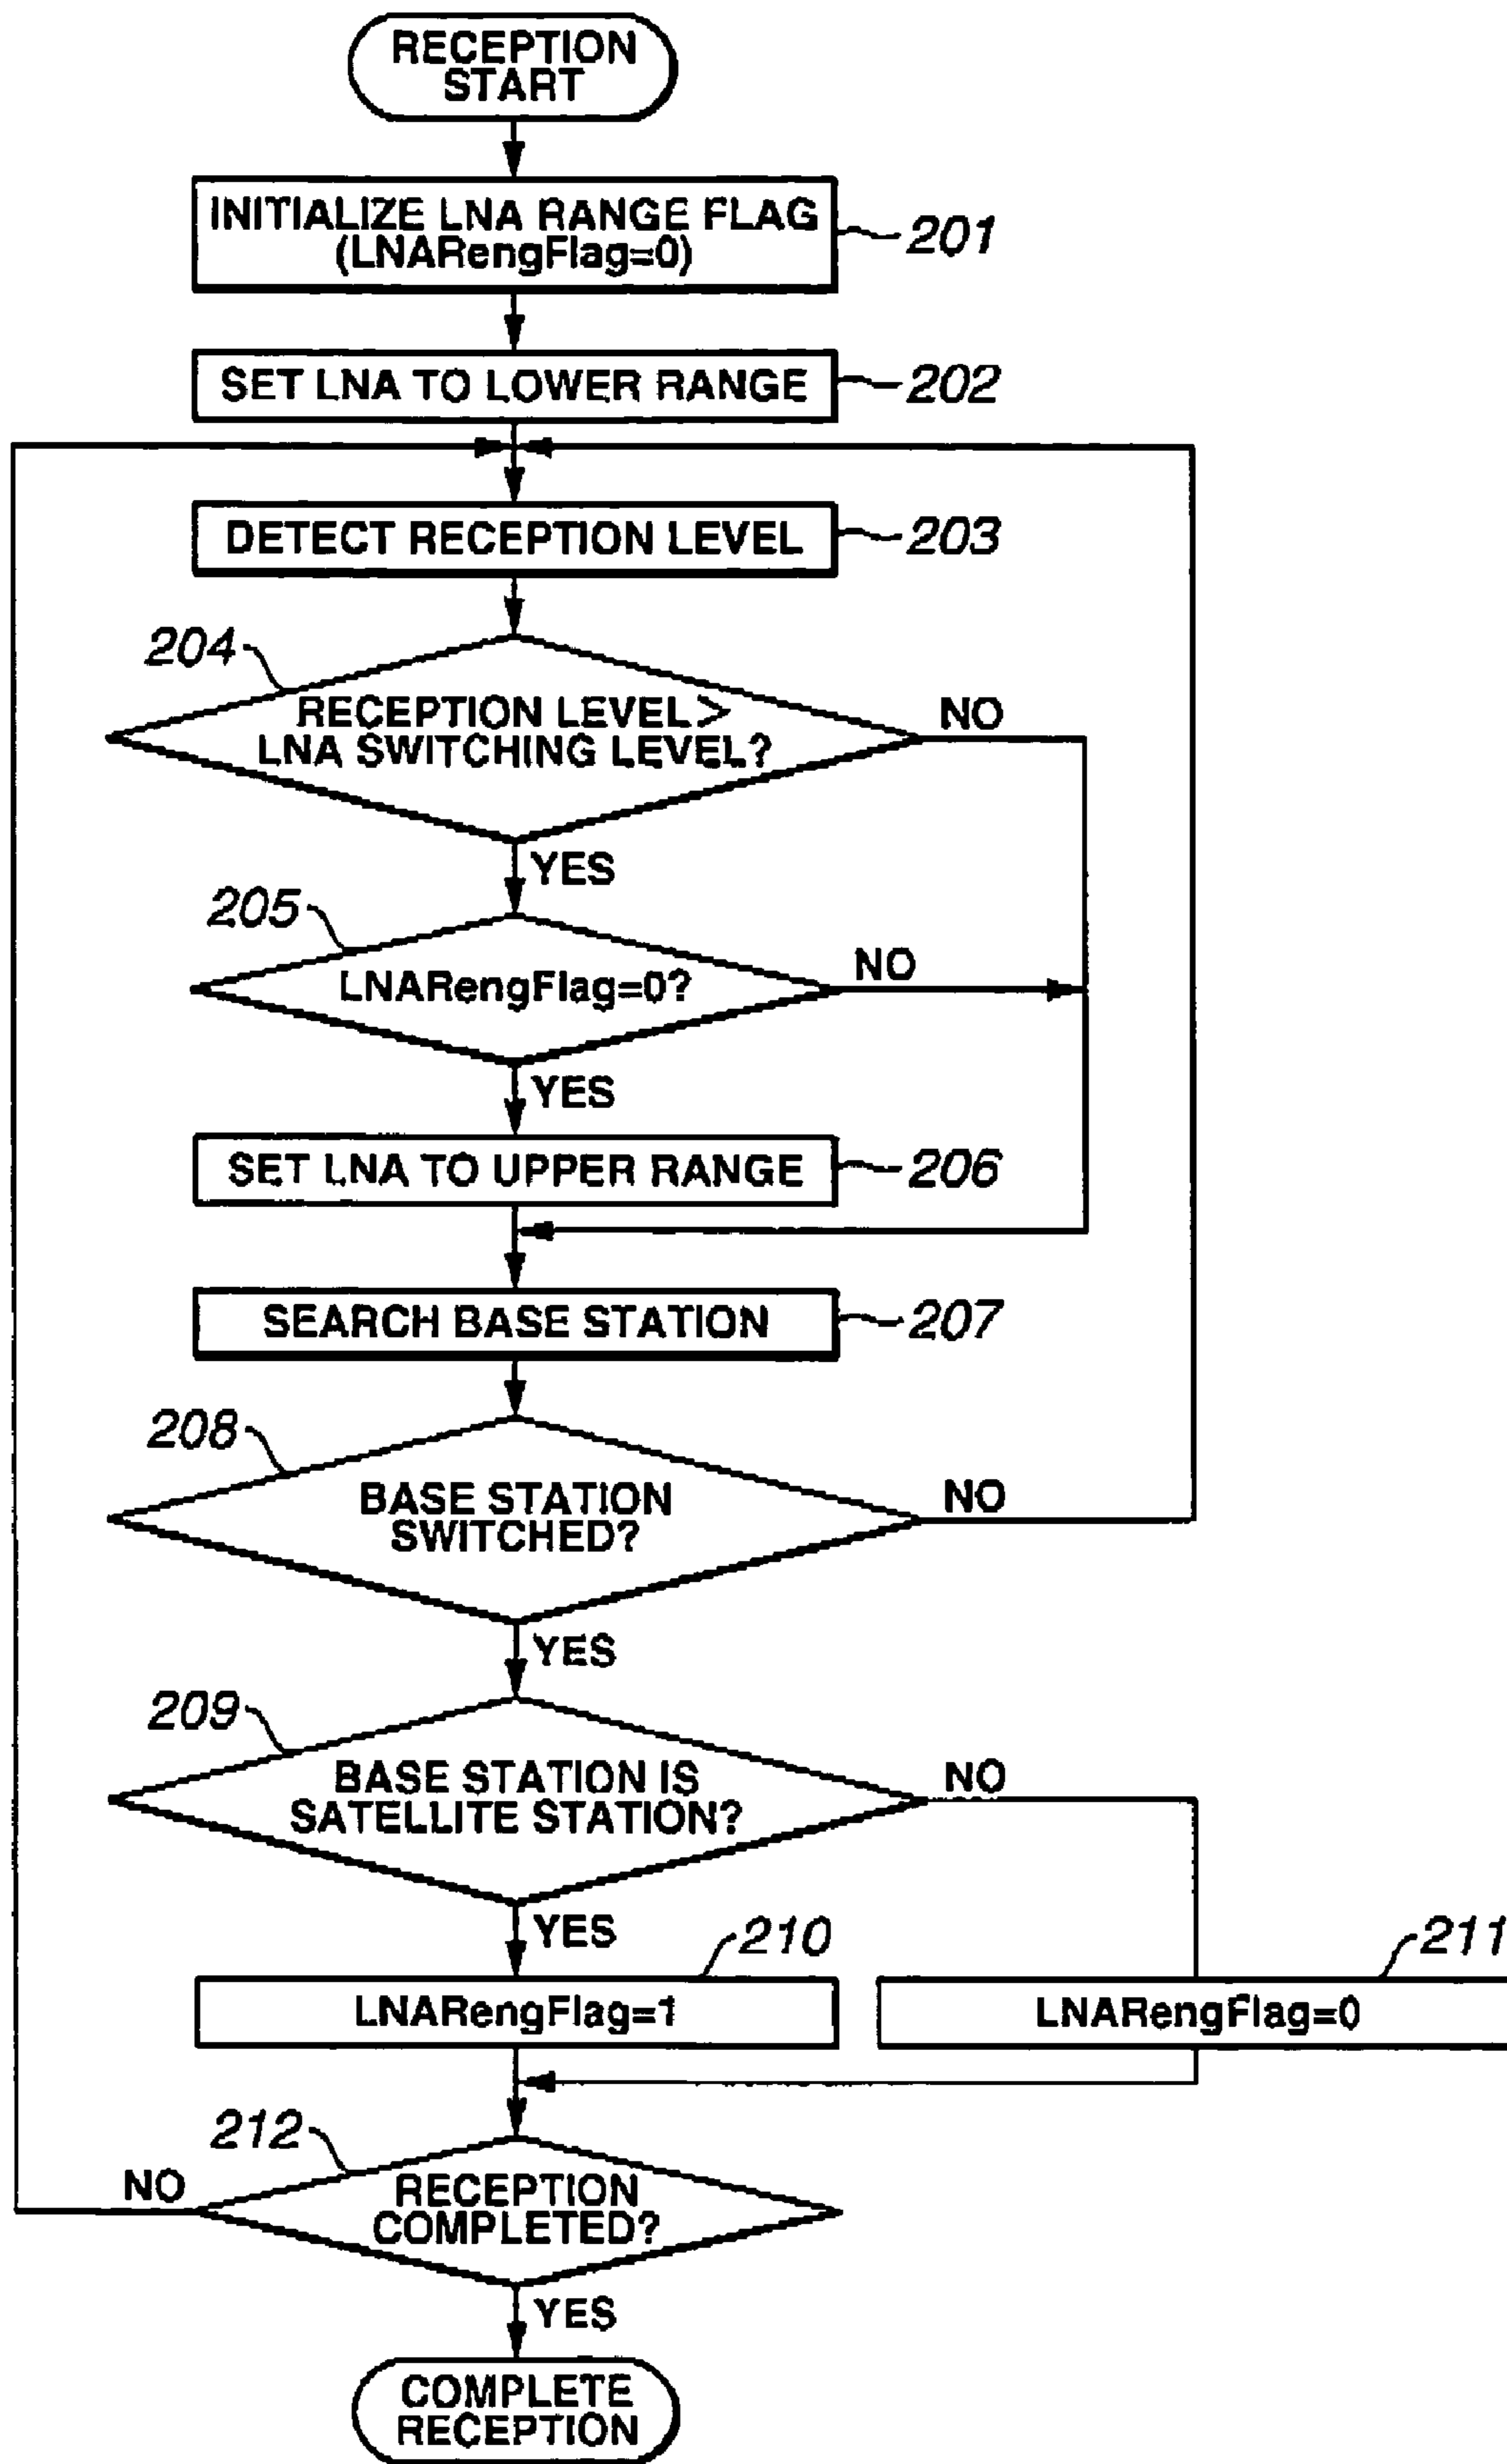 RECEPTION
START
INITIALIZE LNA RANGE FLAG
(LNARengFlag=0)
201
SET LNA TO LOWER RANGE
202
DETECT RECEPTION LEVEL
203
204
RECEPTION LEVEL>
LNA SWITCHING LEVEL?
NO
YES
205
LNARengFlag=0?
NO
YES
SET LNA TO UPPER RANGE
206
SEARCH BASE STATION
207
208
BASE STATION
SWITCHED?
NO
YES
209
BASE STATION IS
SATELLITE STATION?
NO
YES
210
LNARengFlag=1
211
LNARengFlag=0
212
NO
RECEPTION
COMPLETED?
YES
COMPLETE
RECEPTION